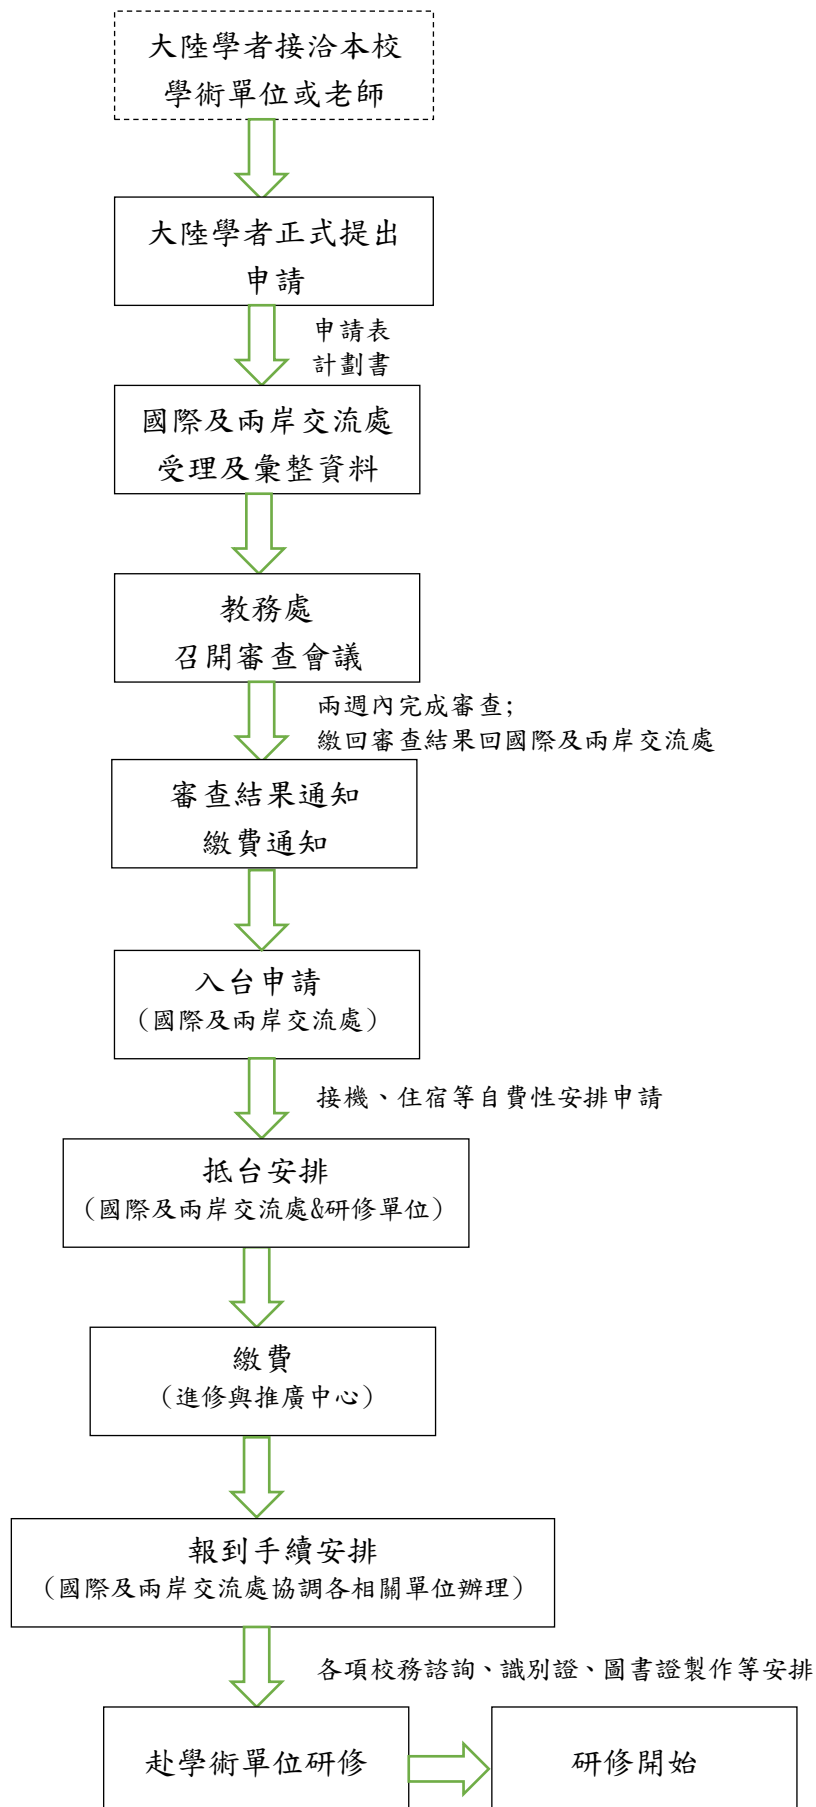 大陸學者接洽本校
學術單位或老師
大陸學者正式提出
申請
申請表
計劃書
國際及兩岸交流處
受理及彙整資料
教務處
召開審查會議
兩週內完成審查;
繳回審查結果回國際及兩岸交流處
審查結果通知
繳費通知
入台申請
(國際及兩岸交流處)
接機、住宿等自費性安排申請
抵台安排
(國際及兩岸交流處&研修單位)
繳費
(進修與推廣中心)
報到手續安排
(國際及兩岸交流處協調各相關單位辦理)
各項校務諮詢、識別證、圖書證製作等安排
赴學術單位研修
研修開始